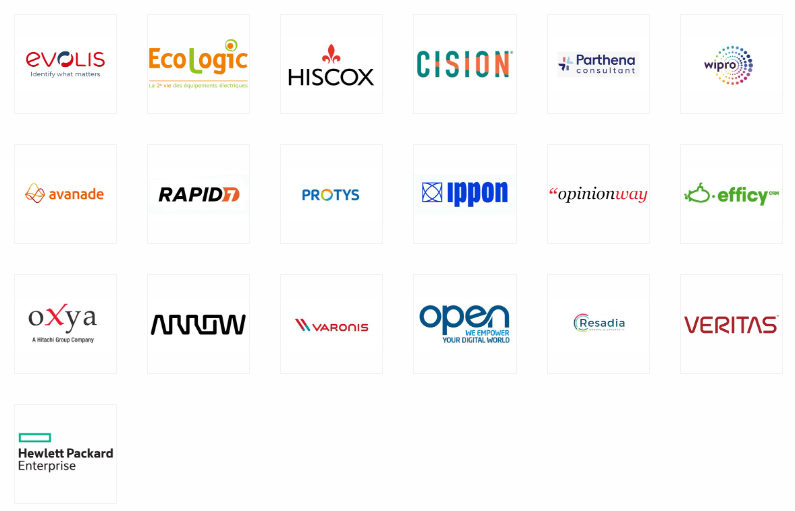 evolis
Identify what matters
EcoLogic
La 2e vie des équipements électriques
HISCOX
CISION
Parthena
consultant
wipro
avanade
RAPID7
PROTYS
ippon
“opinionway
efficy CRM
oXya
A Hitachi Group Company
ARROW
VARONIS
open
WE EMPOWER
YOUR DIGITAL WORLD
Resadia
VERITAS
Hewlett Packard
Enterprise